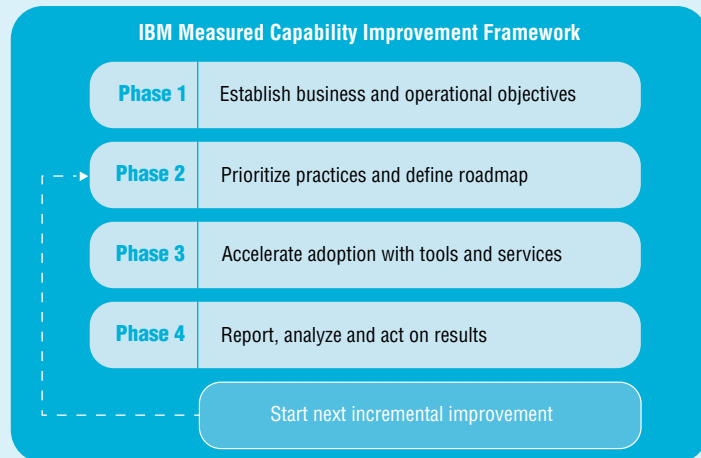 IBM Measured Capability Improvement Framework
Phase 1 Establish business and operational objectives
Phase 2 Prioritize practices and define roadmap
Phase 3 Accelerate adoption with tools and services
Phase 4 Report, analyze and act on results
Start next incremental improvement